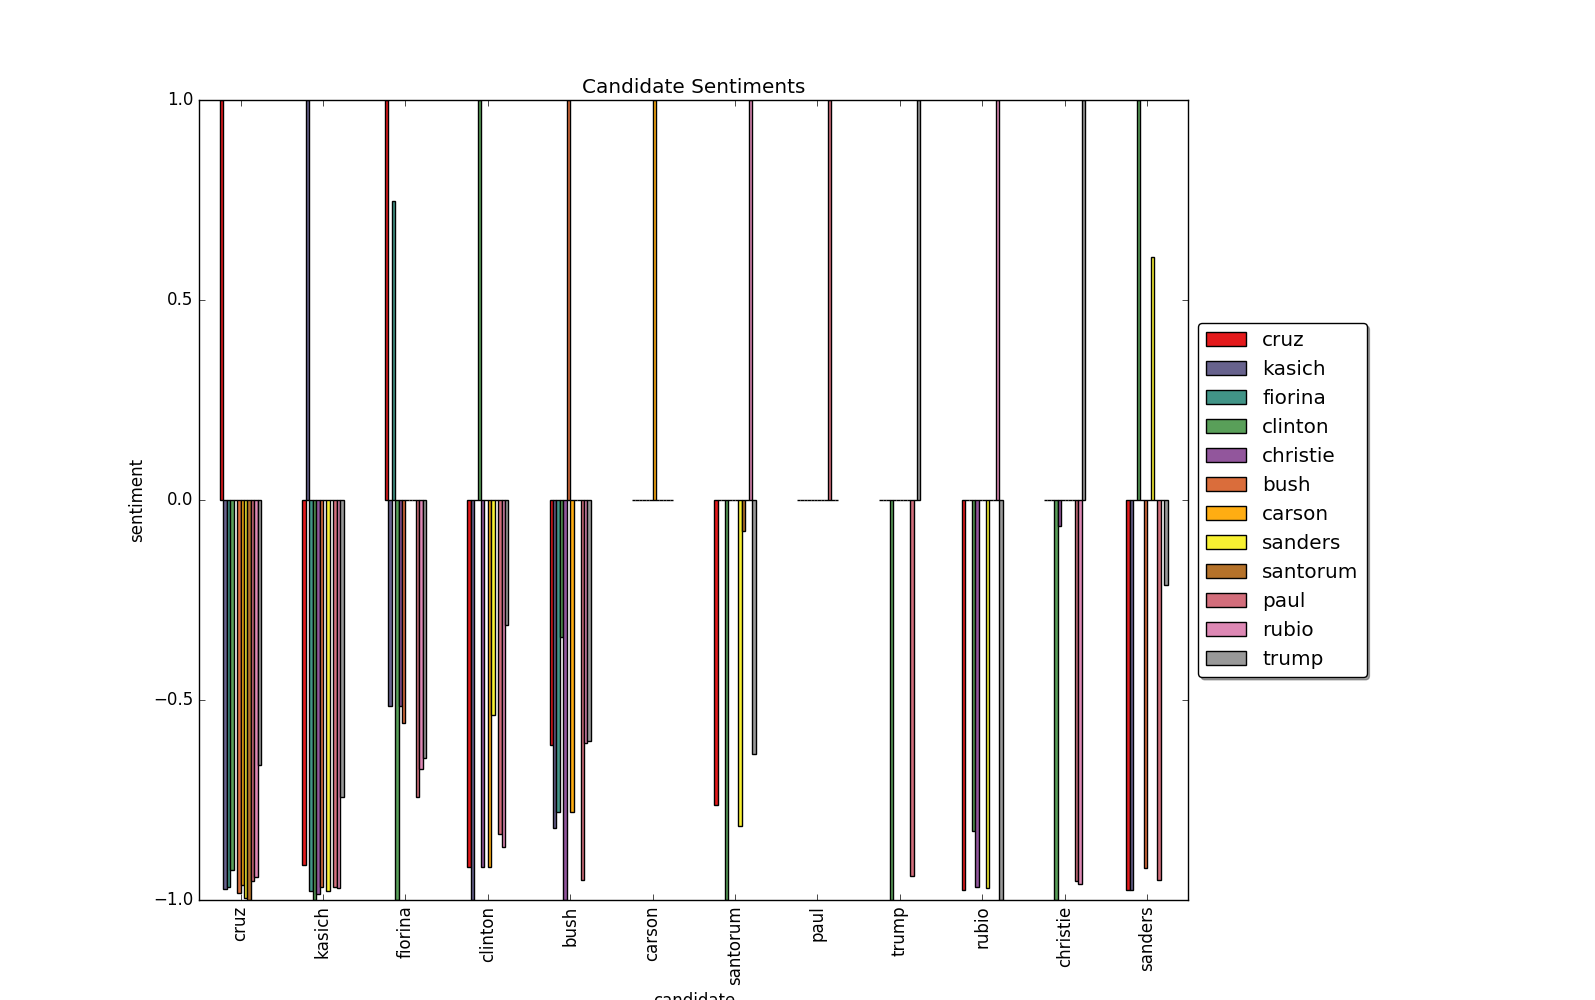 Candidate Sentiments
1.0
0.5
0.0
−0.5
−1.0
sentiment
cruz
kasich
fiorina
clinton
bush
carson
santorum
paul
trump
rubio
christie
sanders
candidate
cruz
kasich
fiorina
clinton
christie
bush
carson
sanders
santorum
paul
rubio
trump